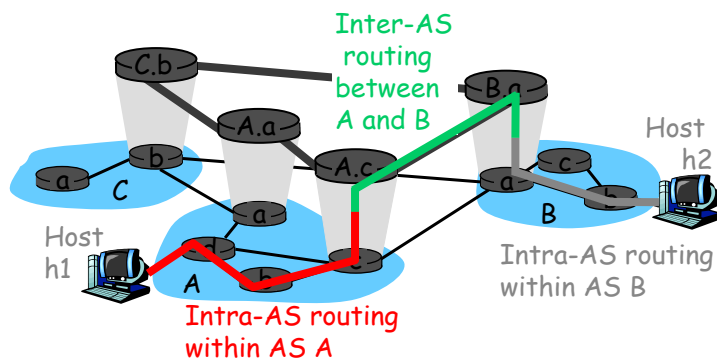 Inter-AS
routing
between
A and B
C.b
B.a
A.a
A.c
Host
h2
b
a
C
a
c
a
b
B
Host
h1
d
A
b
c
Intra-AS routing
within AS B
Intra-AS routing
within AS A